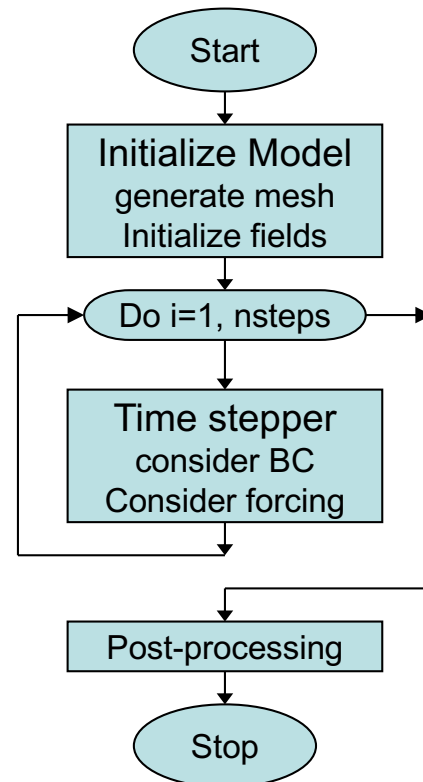 Start
Initialize Model
generate mesh
Initialize fields
Do i=1, nsteps
Time stepper
consider BC
Consider forcing
Post-processing
Stop